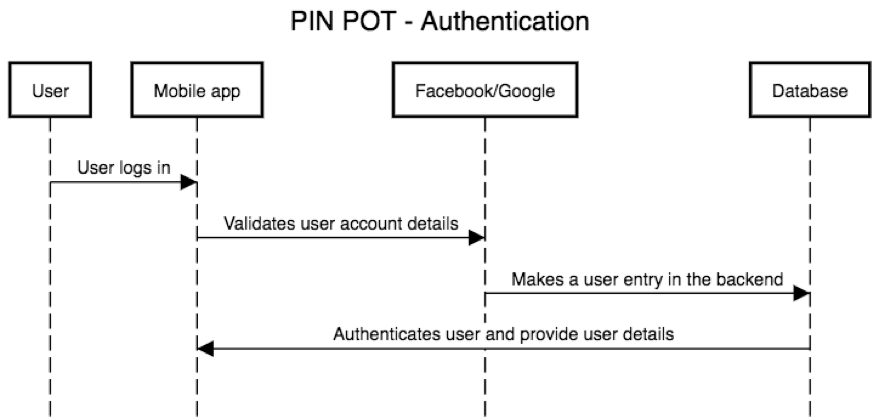 PIN POT - Authentication
User
Mobile app
Facebook/Google
Database
User logs in
Validates user account details
Makes a user entry in the backend
Authenticates user and provide user details